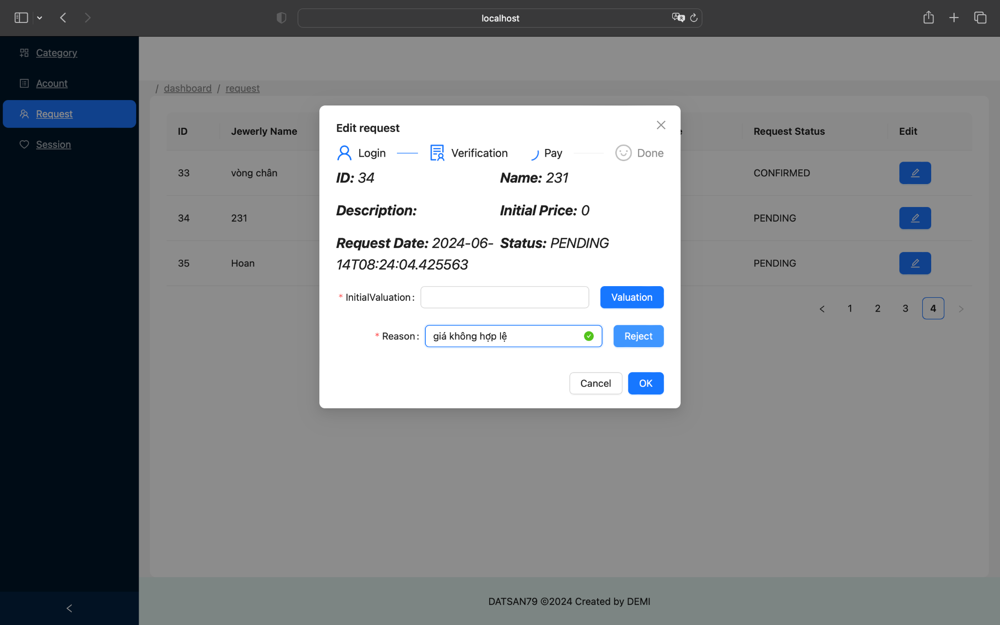 localhost
Category
Acount
Request
Session
/ dashboard / request
ID Jewerly Name Request Status Edit
33 vòng chân CONFIRMED
34 231 PENDING
35 Hoan PENDING
1 2 3 4
Edit request
Login Verification Pay Done
ID: 34 Name: 231
Description: Initial Price: 0
Request Date: 2024-06- Status: PENDING
14T08:24:04.425563
* InitialValuation: Valuation
* Reason: giá không hợp lệ Reject
Cancel OK
DATSAN79 ©2024 Created by DEMI